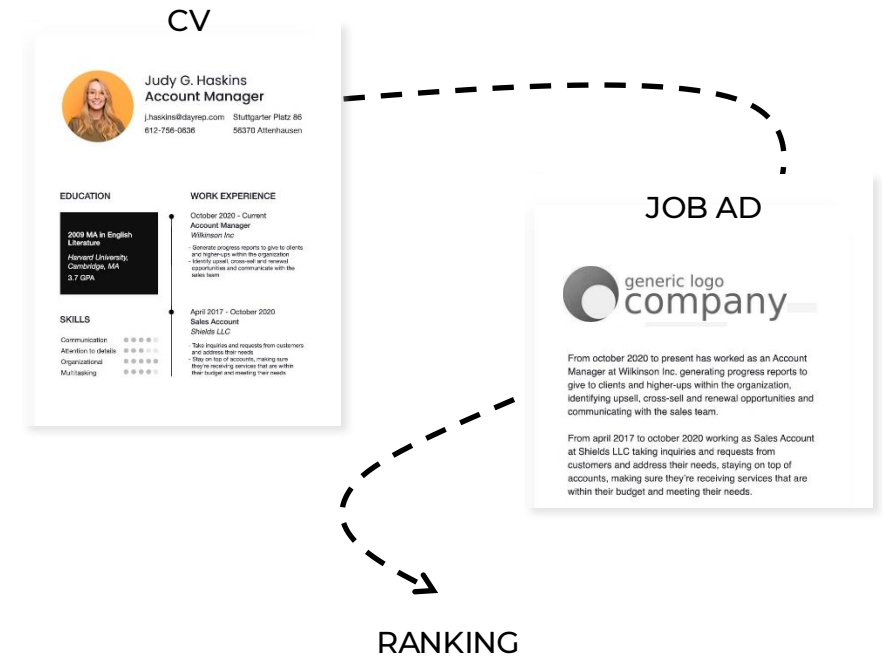 CV
Judy G. Haskins
Account Manager
j.haskins@dayrep.com
612-756-0636
Stuttgarter Platz 86
56370 Attenhausen
EDUCATION
2009 MA in English
Literature
Harvard University,
Cambridge, MA
3.7 GPA
SKILLS
Communication
Attention to details
Organizational
Multitasking
WORK EXPERIENCE
October 2020 - Current
Account Manager
Wilkinson Inc
- Generate progress reports to give to clients
and higher-ups within the organization
- Identify upsell, cross-sell and renewal
opportunities and communicate with the
sales team
April 2017 - October 2020
Sales Account
Shields LLC
- Take inquiries and requests from customers
and address their needs
- Stay on top of accounts, making sure
they're receiving services that are within
their budget and meeting their needs
JOB AD
generic logo
company
From october 2020 to present has worked as an Account
Manager at Wilkinson Inc. generating progress reports to
give to clients and higher-ups within the organization,
identifying upsell, cross-sell and renewal opportunities and
communicating with the sales team.
From april 2017 to october 2020 working as Sales Account
at Shields LLC taking inquiries and requests from
customers and address their needs, staying on top of
accounts, making sure they're receiving services that are
within their budget and meeting their needs.
RANKING